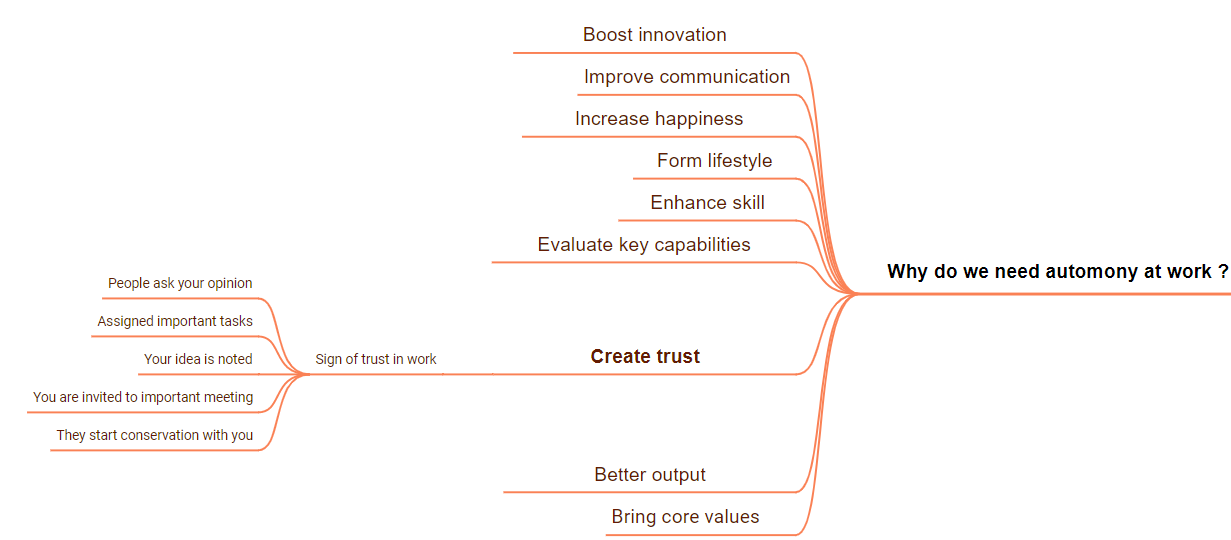 Boost innovation
Improve communication
Increase happiness
Form lifestyle
Enhance skill
Evaluate key capabilities
Why do we need automony at work ?
People ask your opinion
Assigned important tasks
Your idea is noted
Sign of trust in work
Create trust
You are invited to important meeting
They start conservation with you
Better output
Bring core values